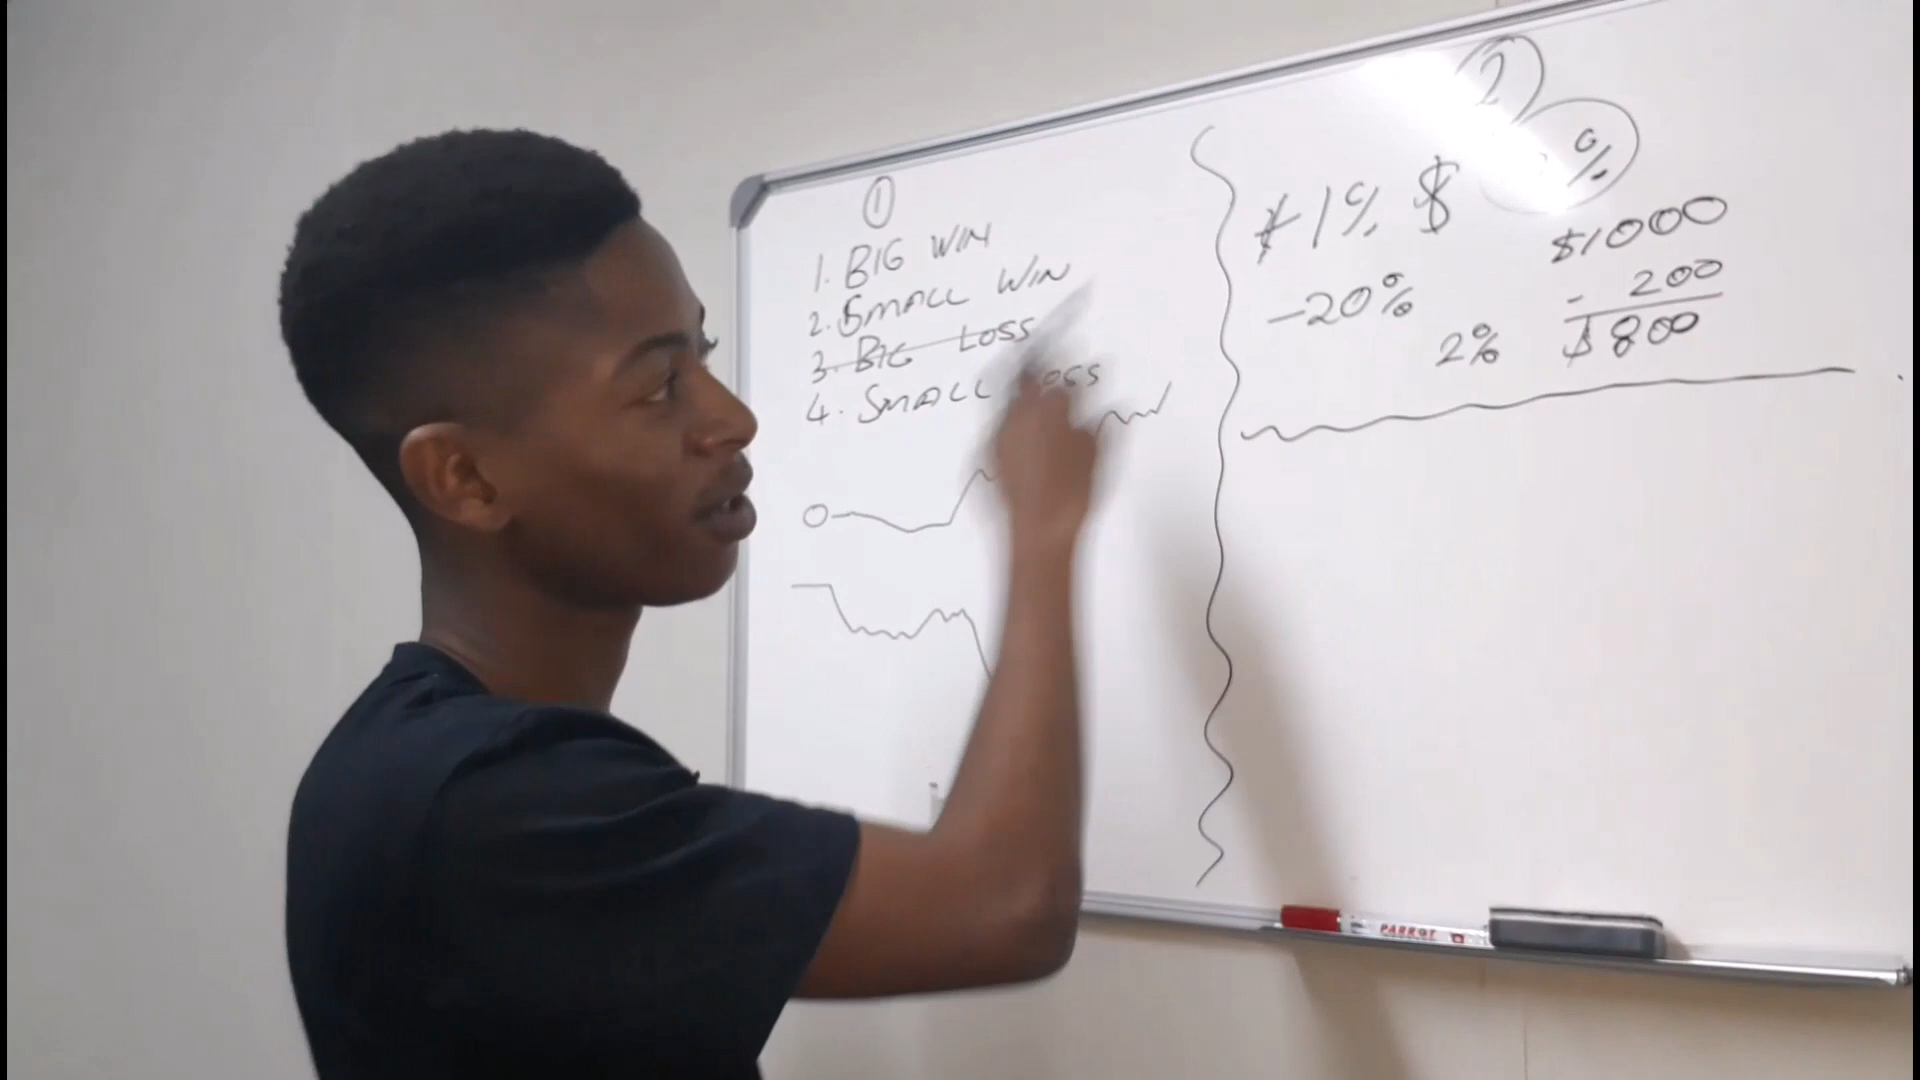 1
1. BIG WIN
2. SMALL WIN
3. BIG LOSS
4. SMALL LOSS
2
%
1% $
-20%
2%
$1000
- 200
$800
PARROT